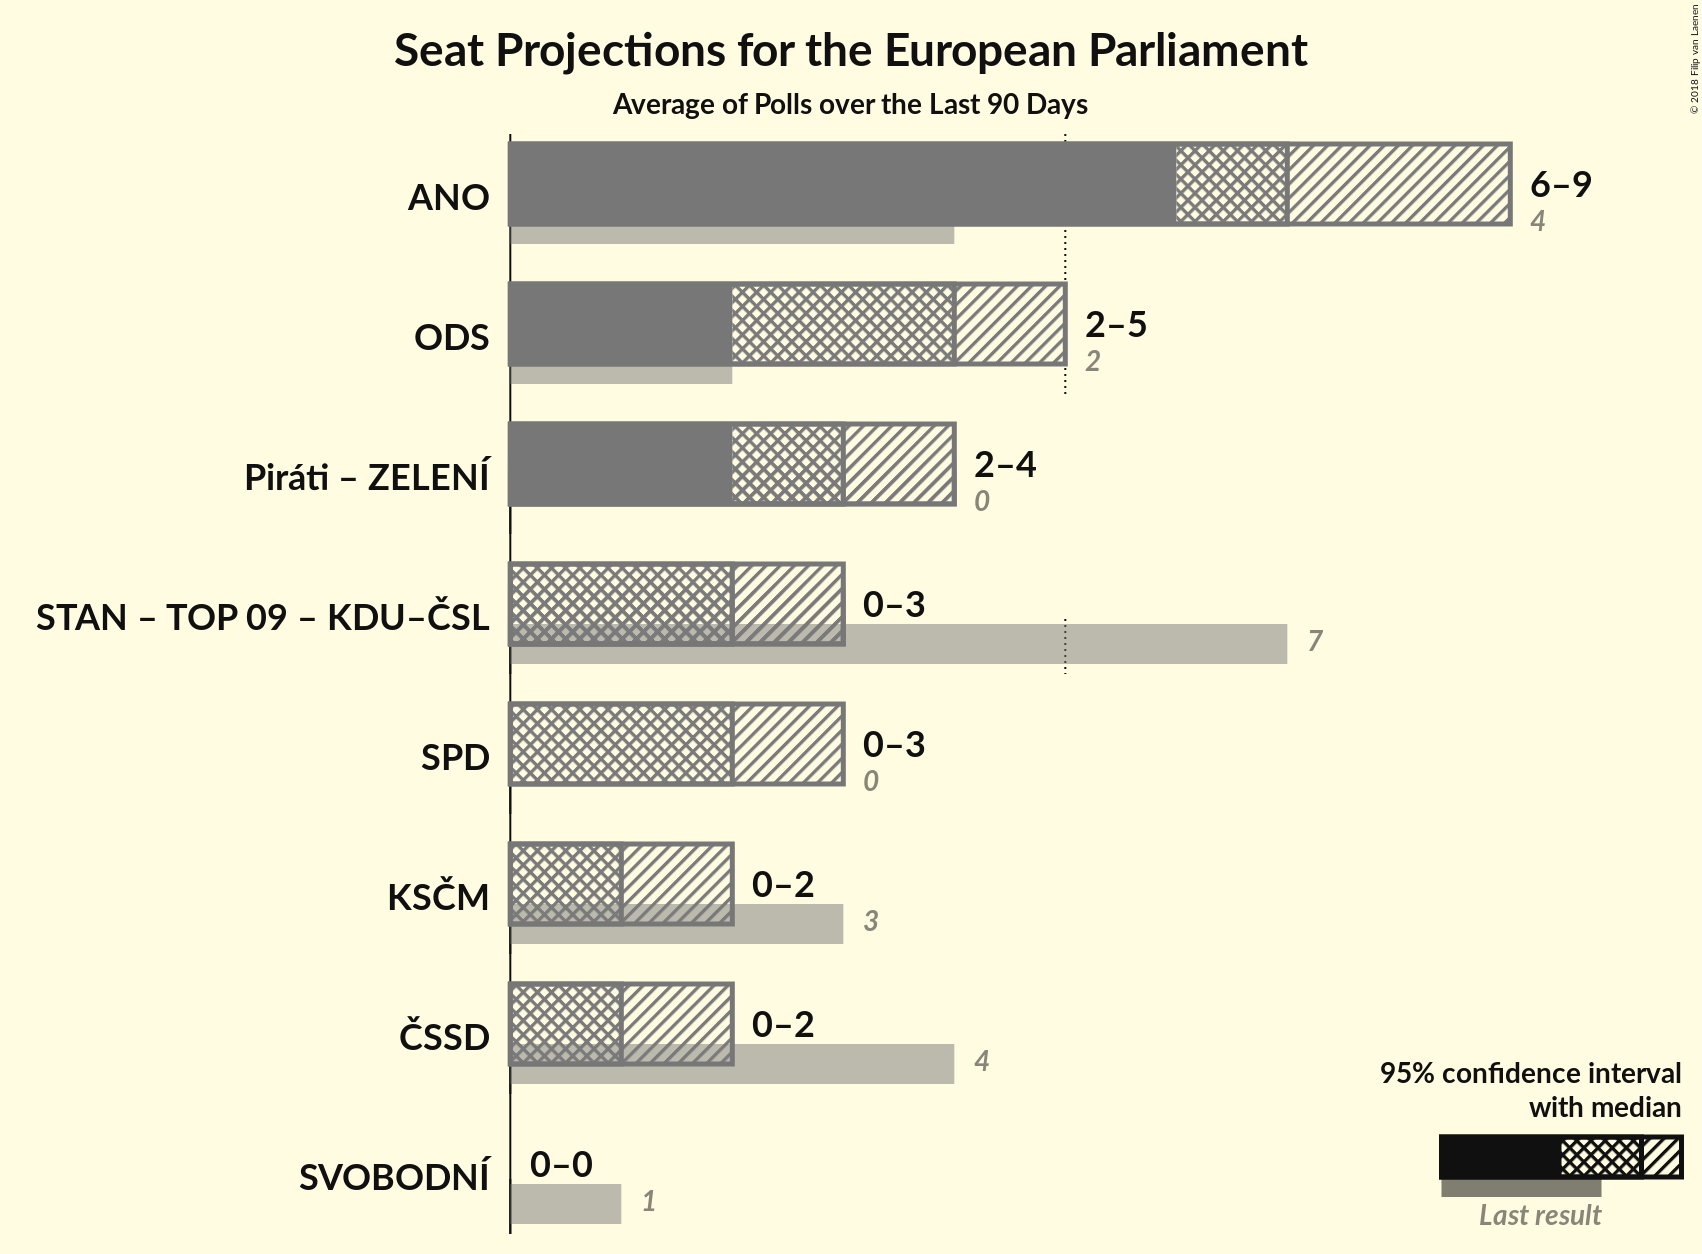 Seat Projections for the European Parliament
Average of Polls over the Last 90 Days
© 2018 Filip van Laenen
ANO
6–9
4
ODS
2–5
2
Piráti – ZELENÍ
2–4
0
STAN – TOP 09 – KDU–ČSL
0–3
7
SPD
0–3
0
KSČM
0–2
3
ČSSD
0–2
4
SVOBODNÍ
0–0
1
95% confidence interval
with median
Last result